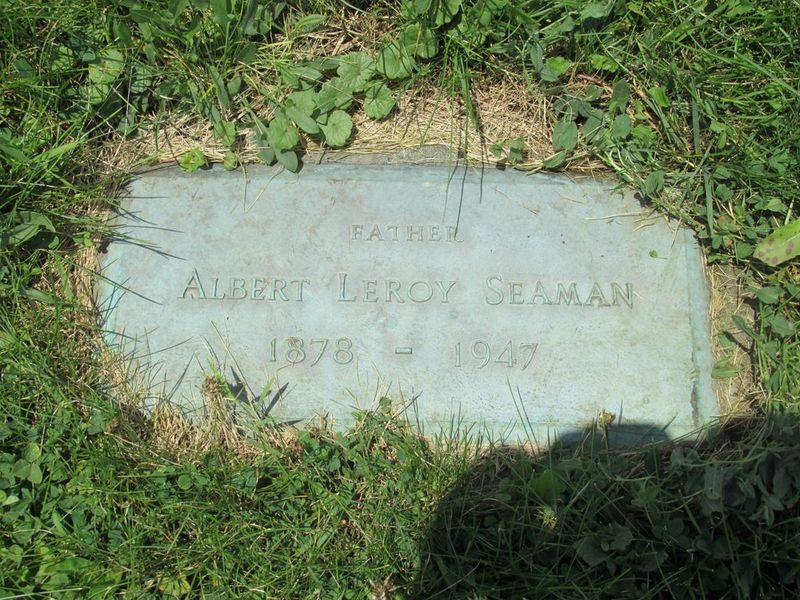 FATHER
ALBERT LEROY SEAMAN
1878 - 1947